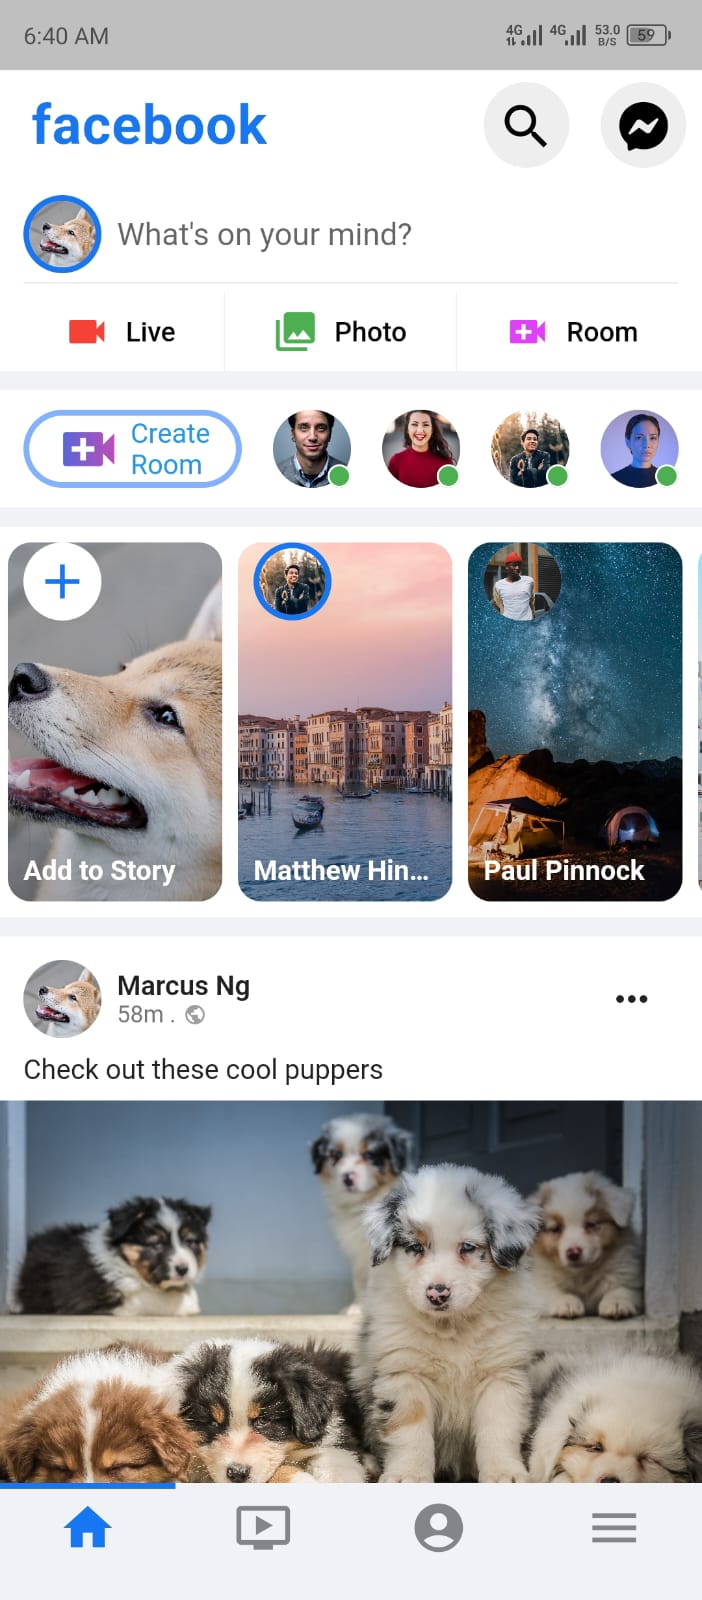 6:40 AM 4G 4G 53.0 B/S 59
facebook
What's on your mind?
Live Photo Room
Create
Room
Add to Story Matthew Hin... Paul Pinnock
Marcus Ng
58m .
Check out these cool puppers